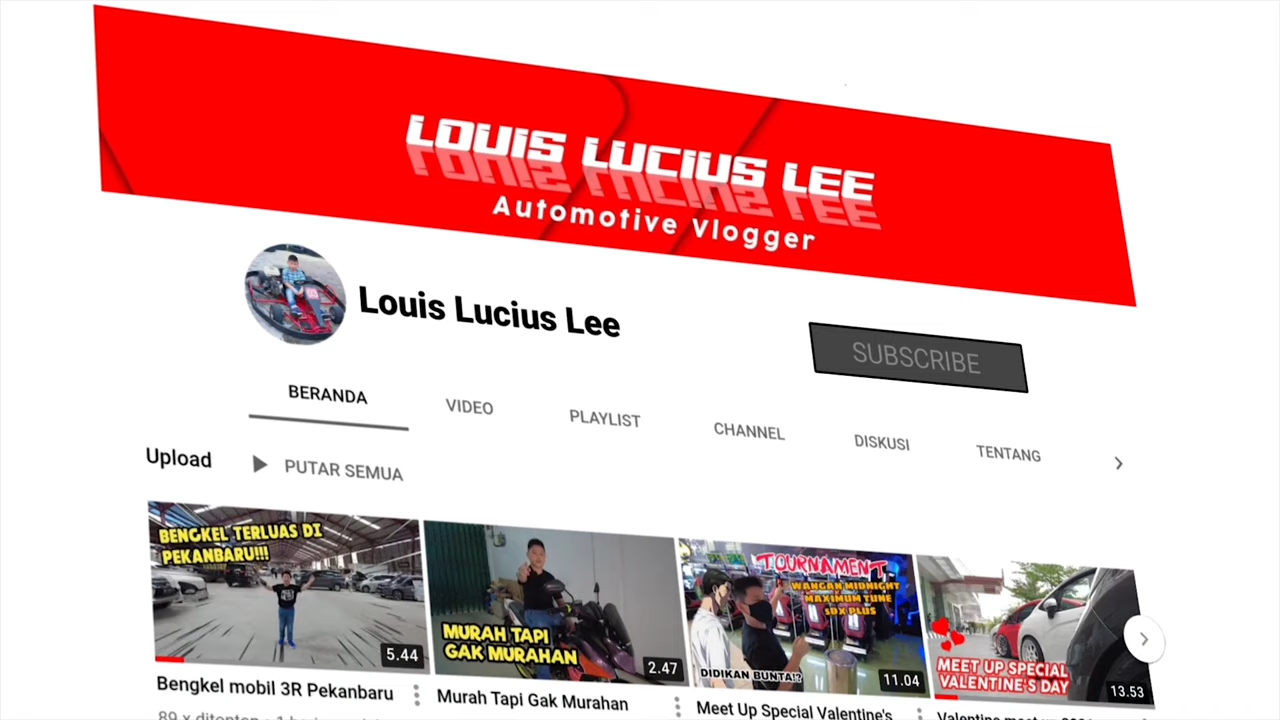 LOUIS LUCIUS LEE
Automotive Vlogger
Louis Lucius Lee
SUBSCRIBE
BERANDA
VIDEO
PLAYLIST
CHANNEL
DISKUSI
TENTANG
Upload
PUTAR SEMUA
BENGKEL TERLUAS DI
PEKANBARU!!!
5.44
MURAH TAPI
GAK MURAHAN
2.47
TOURNAMENT
WANGAN MIDNIGHT
MAXIMUM TUNE
5DX PLUS
DIDIKAN BUNTA!?
11.04
MEET UP SPECIAL
VALENTINE'S DAY
13.53
Bengkel mobil 3R Pekanbaru
Murah Tapi Gak Murahan
Meet Up Special Valentine's